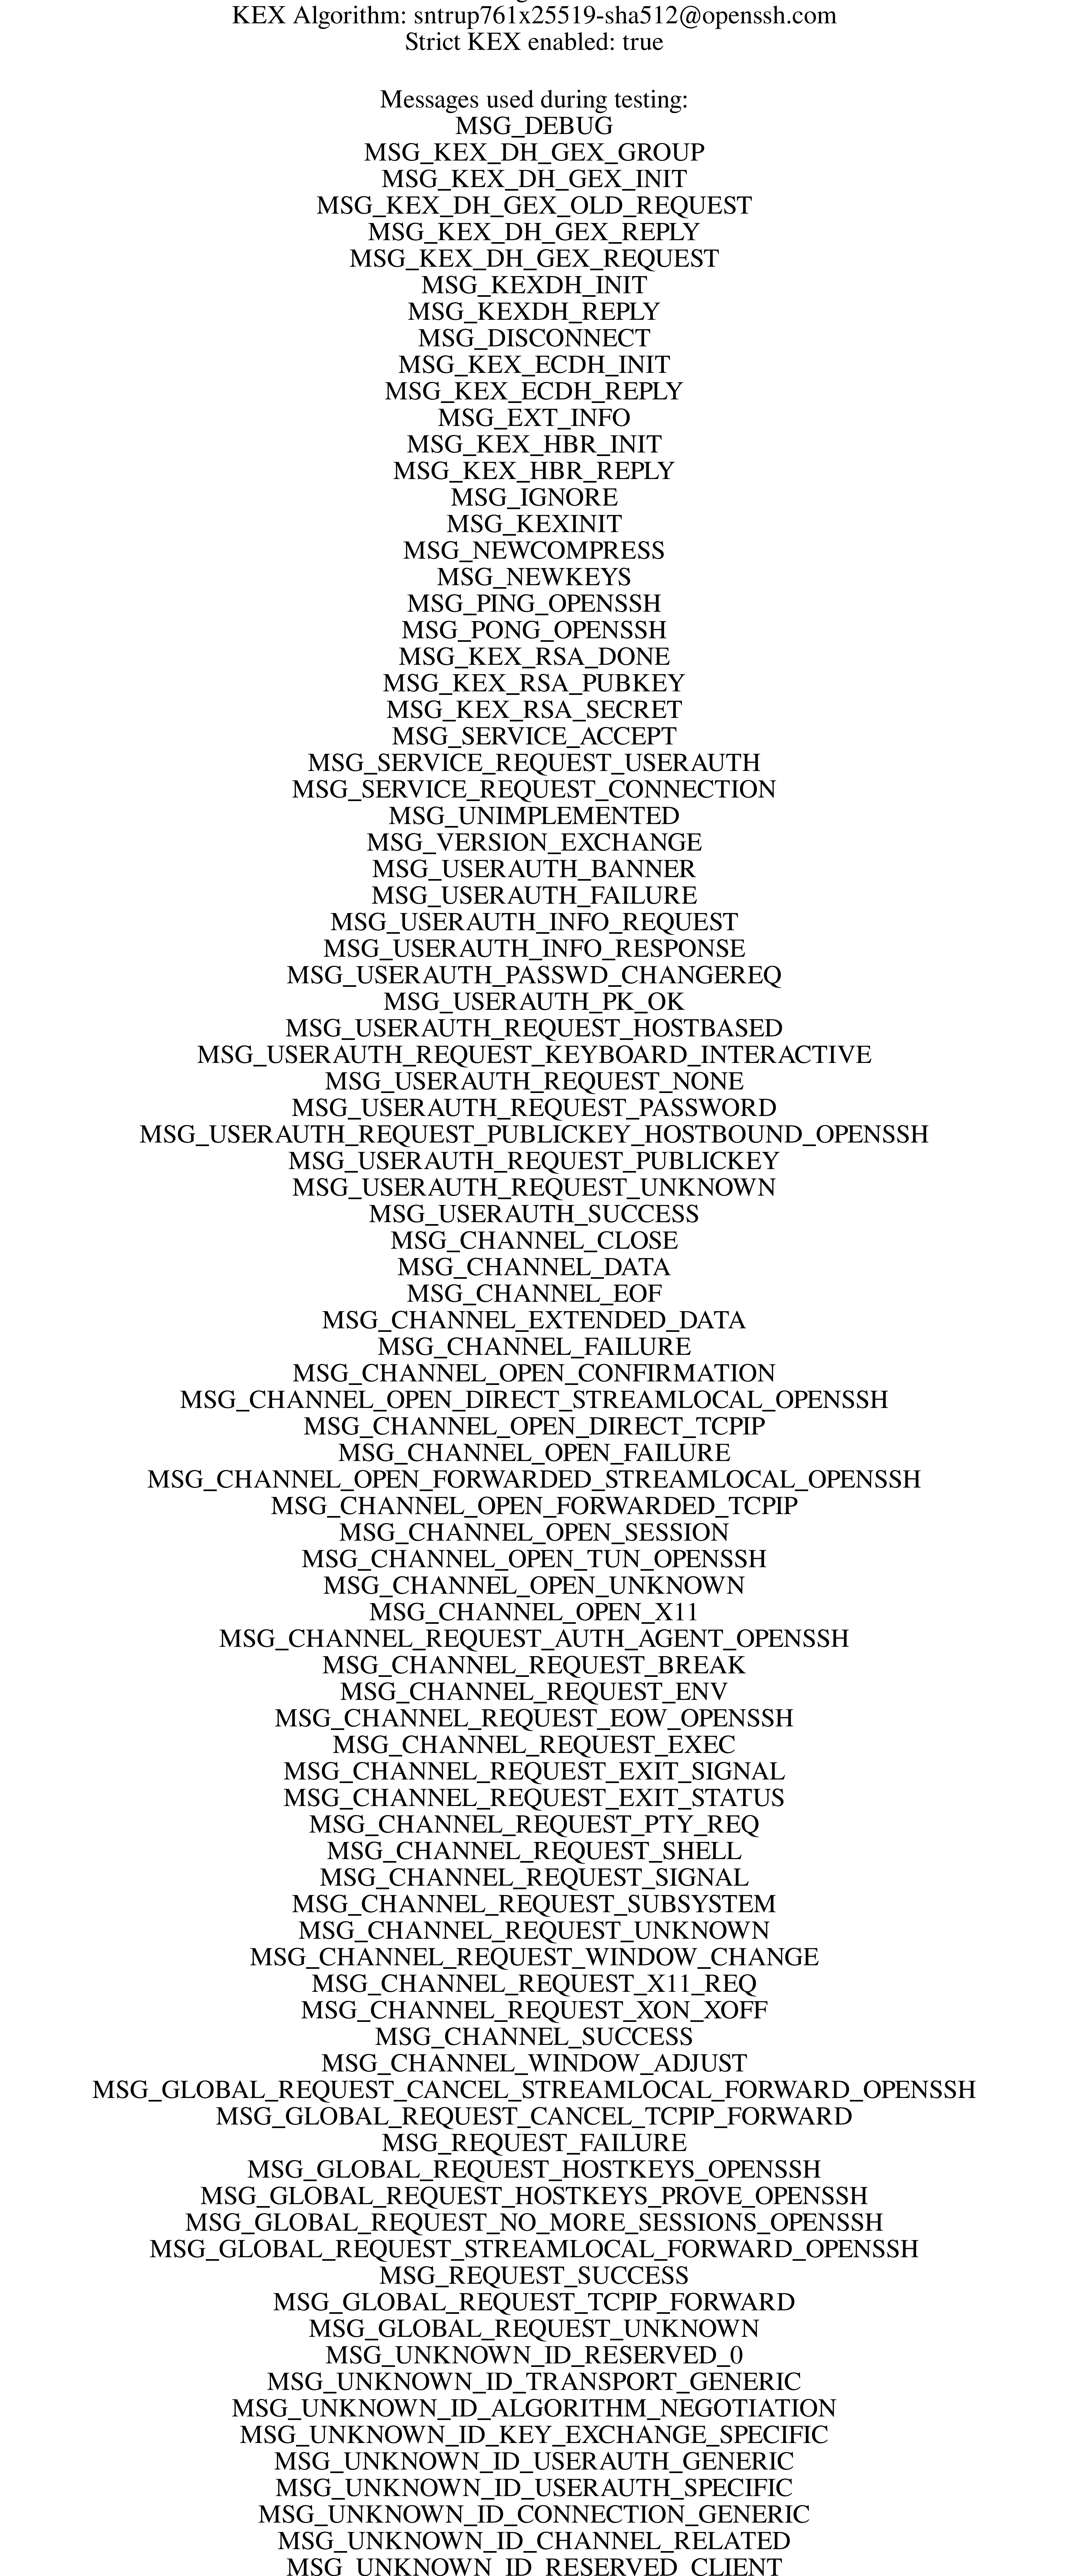 KEX Algorithm: sntrup761x25519-sha512@openssh.com
Strict KEX enabled: true
Messages used during testing:
MSG_DEBUG
MSG_KEX_DH_GEX_GROUP
MSG_KEX_DH_GEX_INIT
MSG_KEX_DH_GEX_OLD_REQUEST
MSG_KEX_DH_GEX_REPLY
MSG_KEX_DH_GEX_REQUEST
MSG_KEXDH_INIT
MSG_KEXDH_REPLY
MSG_DISCONNECT
MSG_KEX_ECDH_INIT
MSG_KEX_ECDH_REPLY
MSG_EXT_INFO
MSG_KEX_HBR_INIT
MSG_KEX_HBR_REPLY
MSG_IGNORE
MSG_KEXINIT
MSG_NEWCOMPRESS
MSG_NEWKEYS
MSG_PING_OPENSSH
MSG_PONG_OPENSSH
MSG_KEX_RSA_DONE
MSG_KEX_RSA_PUBKEY
MSG_KEX_RSA_SECRET
MSG_SERVICE_ACCEPT
MSG_SERVICE_REQUEST_USERAUTH
MSG_SERVICE_REQUEST_CONNECTION
MSG_UNIMPLEMENTED
MSG_VERSION_EXCHANGE
MSG_USERAUTH_BANNER
MSG_USERAUTH_FAILURE
MSG_USERAUTH_INFO_REQUEST
MSG_USERAUTH_INFO_RESPONSE
MSG_USERAUTH_PASSWD_CHANGEREQ
MSG_USERAUTH_PK_OK
MSG_USERAUTH_REQUEST_HOSTBASED
MSG_USERAUTH_REQUEST_KEYBOARD_INTERACTIVE
MSG_USERAUTH_REQUEST_NONE
MSG_USERAUTH_REQUEST_PASSWORD
MSG_USERAUTH_REQUEST_PUBLICKEY_HOSTBOUND_OPENSSH
MSG_USERAUTH_REQUEST_PUBLICKEY
MSG_USERAUTH_REQUEST_UNKNOWN
MSG_USERAUTH_SUCCESS
MSG_CHANNEL_CLOSE
MSG_CHANNEL_DATA
MSG_CHANNEL_EOF
MSG_CHANNEL_EXTENDED_DATA
MSG_CHANNEL_FAILURE
MSG_CHANNEL_OPEN_CONFIRMATION
MSG_CHANNEL_OPEN_DIRECT_STREAMLOCAL_OPENSSH
MSG_CHANNEL_OPEN_DIRECT_TCPIP
MSG_CHANNEL_OPEN_FAILURE
MSG_CHANNEL_OPEN_FORWARDED_STREAMLOCAL_OPENSSH
MSG_CHANNEL_OPEN_FORWARDED_TCPIP
MSG_CHANNEL_OPEN_SESSION
MSG_CHANNEL_OPEN_TUN_OPENSSH
MSG_CHANNEL_OPEN_UNKNOWN
MSG_CHANNEL_OPEN_X11
MSG_CHANNEL_REQUEST_AUTH_AGENT_OPENSSH
MSG_CHANNEL_REQUEST_BREAK
MSG_CHANNEL_REQUEST_ENV
MSG_CHANNEL_REQUEST_EOW_OPENSSH
MSG_CHANNEL_REQUEST_EXEC
MSG_CHANNEL_REQUEST_EXIT_SIGNAL
MSG_CHANNEL_REQUEST_EXIT_STATUS
MSG_CHANNEL_REQUEST_PTY_REQ
MSG_CHANNEL_REQUEST_SHELL
MSG_CHANNEL_REQUEST_SIGNAL
MSG_CHANNEL_REQUEST_SUBSYSTEM
MSG_CHANNEL_REQUEST_UNKNOWN
MSG_CHANNEL_REQUEST_WINDOW_CHANGE
MSG_CHANNEL_REQUEST_X11_REQ
MSG_CHANNEL_REQUEST_XON_XOFF
MSG_CHANNEL_SUCCESS
MSG_CHANNEL_WINDOW_ADJUST
MSG_GLOBAL_REQUEST_CANCEL_STREAMLOCAL_FORWARD_OPENSSH
MSG_GLOBAL_REQUEST_CANCEL_TCPIP_FORWARD
MSG_REQUEST_FAILURE
MSG_GLOBAL_REQUEST_HOSTKEYS_OPENSSH
MSG_GLOBAL_REQUEST_HOSTKEYS_PROVE_OPENSSH
MSG_GLOBAL_REQUEST_NO_MORE_SESSIONS_OPENSSH
MSG_GLOBAL_REQUEST_STREAMLOCAL_FORWARD_OPENSSH
MSG_REQUEST_SUCCESS
MSG_GLOBAL_REQUEST_TCPIP_FORWARD
MSG_GLOBAL_REQUEST_UNKNOWN
MSG_UNKNOWN_ID_RESERVED_0
MSG_UNKNOWN_ID_TRANSPORT_GENERIC
MSG_UNKNOWN_ID_ALGORITHM_NEGOTIATION
MSG_UNKNOWN_ID_KEY_EXCHANGE_SPECIFIC
MSG_UNKNOWN_ID_USERAUTH_GENERIC
MSG_UNKNOWN_ID_USERAUTH_SPECIFIC
MSG_UNKNOWN_ID_CONNECTION_GENERIC
MSG_UNKNOWN_ID_CHANNEL_RELATED
MSG_UNKNOWN_ID_RESERVED_CLIENT